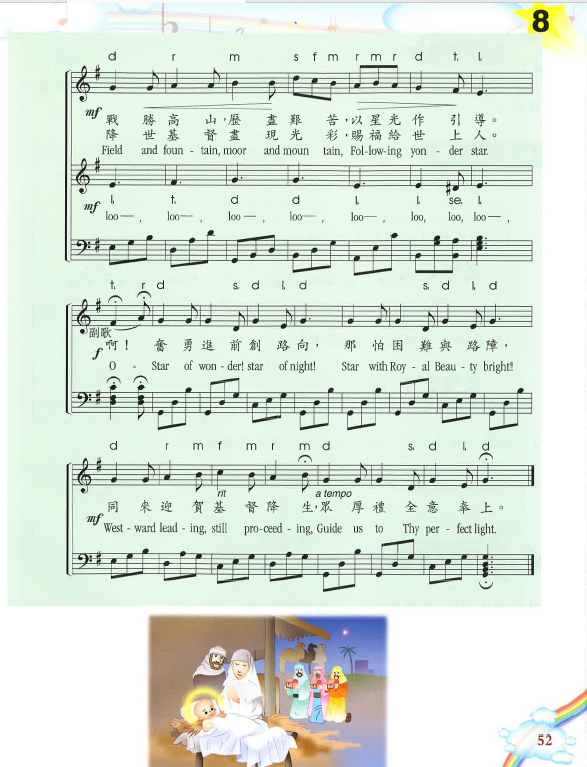 8
d r m s f m r m r d t. l.
mf
戰 勝 高 山，歷 盡 艱 苦，以 星 光 作 引 導。
降 世 基 督 盡 現 光 彩，賜 福 給 世 上 人。
Field and foun - tain, moor and moun tain, Fol-low-ing yon - der star.
l. t. d d l. l. se. l.
mf
loo—, loo—, loo—, loo—, loo—, loo, loo, loo—,
t. r d s. d l. d s. d l. d
副歌
啊！ 奮 勇 進 前 創 路 向， 那 怕 困 難 與 路 障，
f
O - Star of won-der! star of night! Star with Roy - al Beau - ty bright!!
d r m f m r m d s. d l. d
rit a tempo
同 來 迎 賀 基 督 降 生，眾 厚 禮 全 意 奉 上。
mf
West - ward lead - ing, still pro-ceed - ing, Guide us to Thy per - fect light.
52